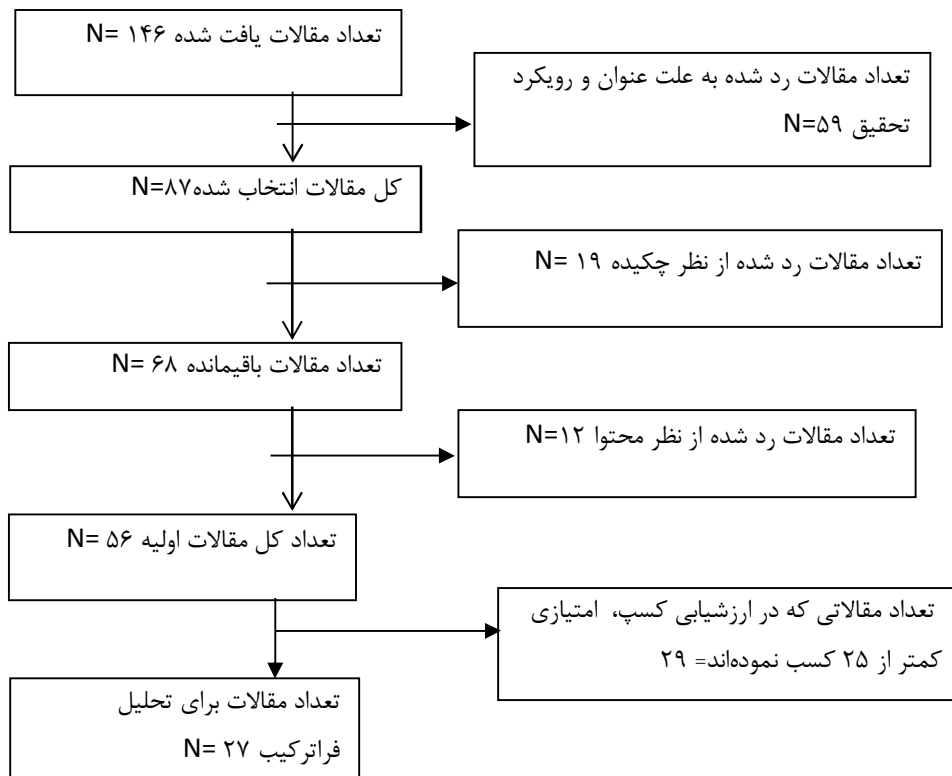 تعداد مقالات یافت شده N= ۱۴۶
تعداد مقالات رد شده به علت عنوان و رویکرد
تحقیق N=۵۹
کل مقالات انتخاب شده N=۸۷
تعداد مقالات رد شده از نظر چکیده N= ۱۹
تعداد مقالات باقیمانده N= ۶۸
تعداد مقالات رد شده از نظر محتوا N=۱۲
تعداد کل مقالات اولیه N= ۵۶
تعداد مقالاتی که در ارزشیابی کسپ، امتیازی
کمتر از ۲۵ کسب نموده‌اند= ۲۹
تعداد مقالات برای تحلیل
فراترکیب N= ۲۷